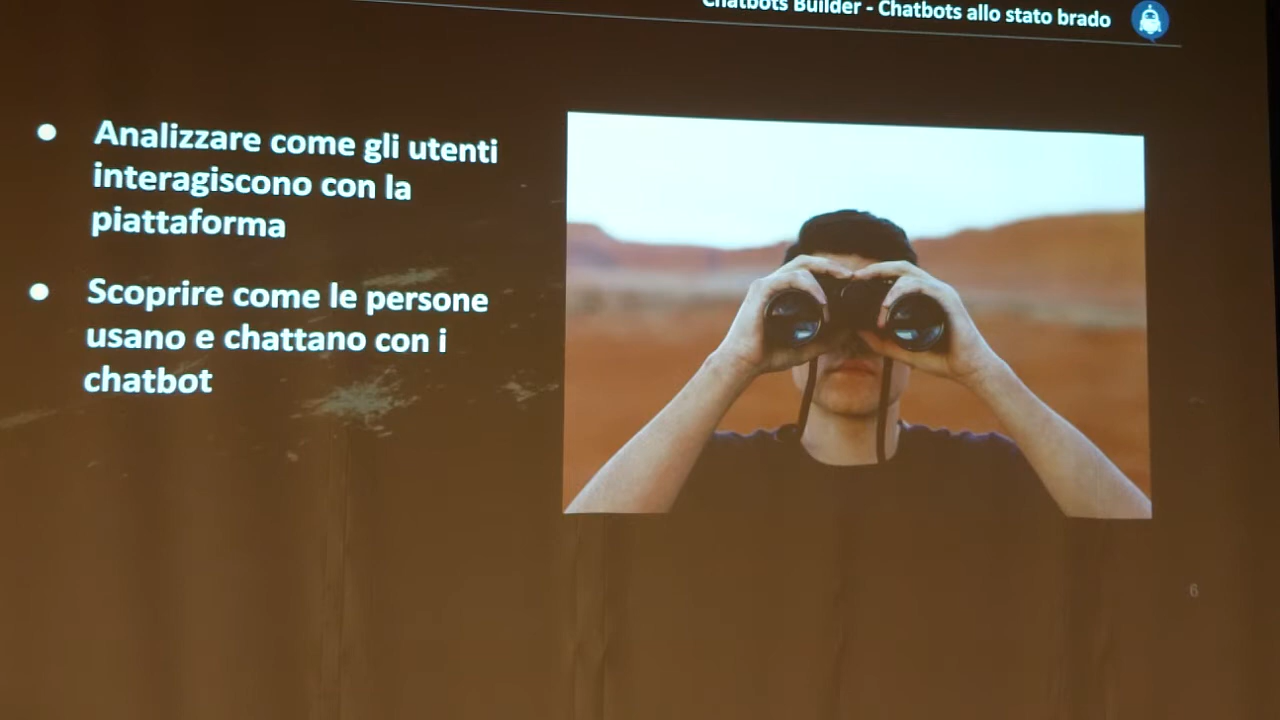 Chatbots Builder - Chatbots allo stato brado
Analizzare come gli utenti
interagiscono con la
piattaforma
Scoprire come le persone
usano e chattano con i
chatbot
6